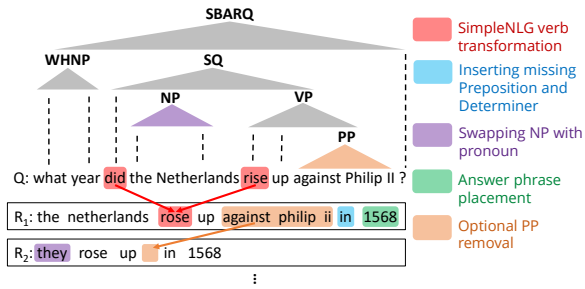 SBARQ
WHNP
SQ
NP
VP
PP
Q: what year did the Netherlands rise up against Philip II ?
R1: the netherlands rose up against philip ii in 1568
R2: they rose up in 1568
...
SimpleNLG verb
transformation
Inserting missing
Preposition and
Determiner
Swapping NP with
pronoun
Answer phrase
placement
Optional PP
removal